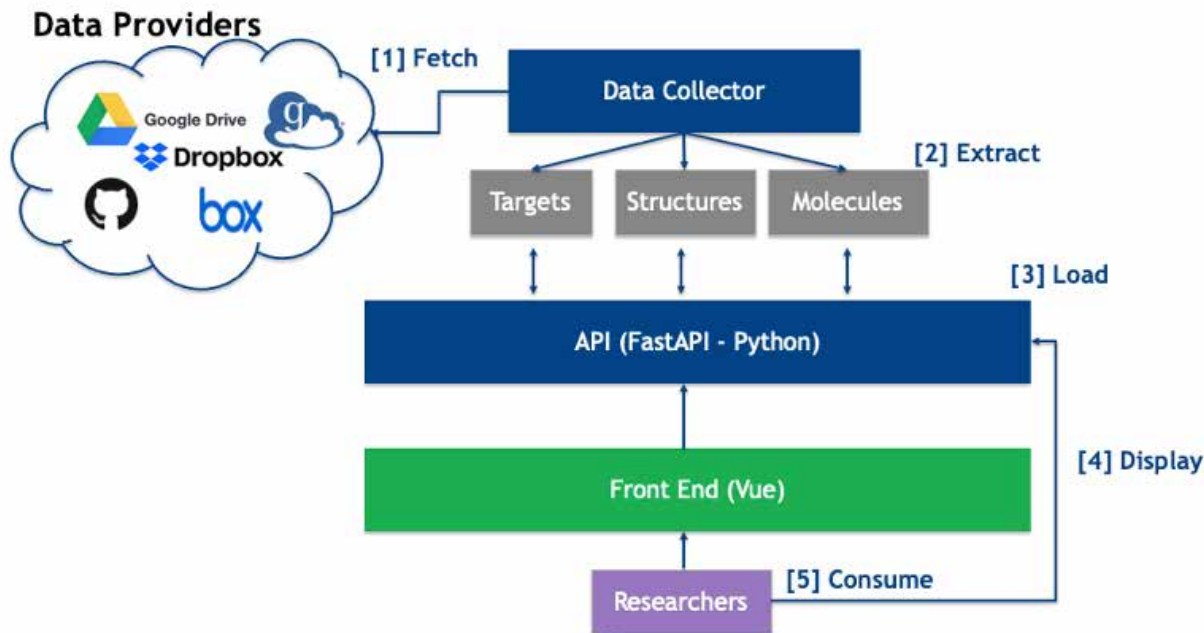 Data Providers
[1] Fetch
Data Collector
Google Drive
g
Dropbox
[2] Extract
box
Targets
Structures
Molecules
[3] Load
API (FastAPI - Python)
[4] Display
Front End (Vue)
[5] Consume
Researchers